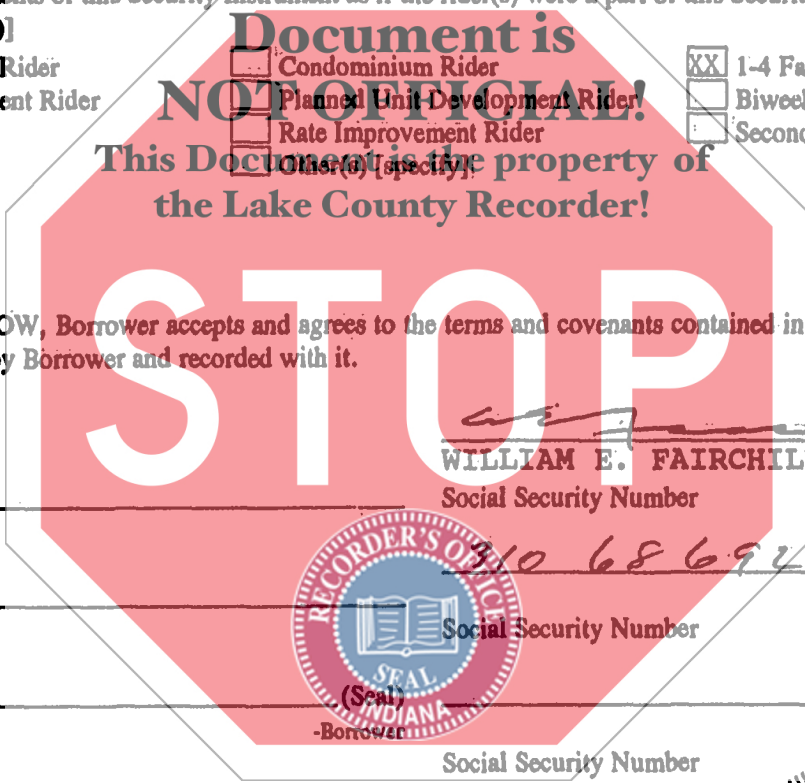 Document is
NOT OFFICIAL!
This Document is the property of
the Lake County Recorder!
Rider
Condominium Rider
XX 1-4 Fa
ent Rider
Planned Unit Development Rider
Biweek
Rate Improvement Rider
Second
Other(s) [specify]
STOP
OW, Borrower accepts and agrees to the terms and covenants contained in
y Borrower and recorded with it.
WILLIAM E. FAIRCHIL
Social Security Number
RECORDER'S OFFICE
Social Security Number
SEAL
INDIANA
(Seal)
-Borrower
Social Security Number